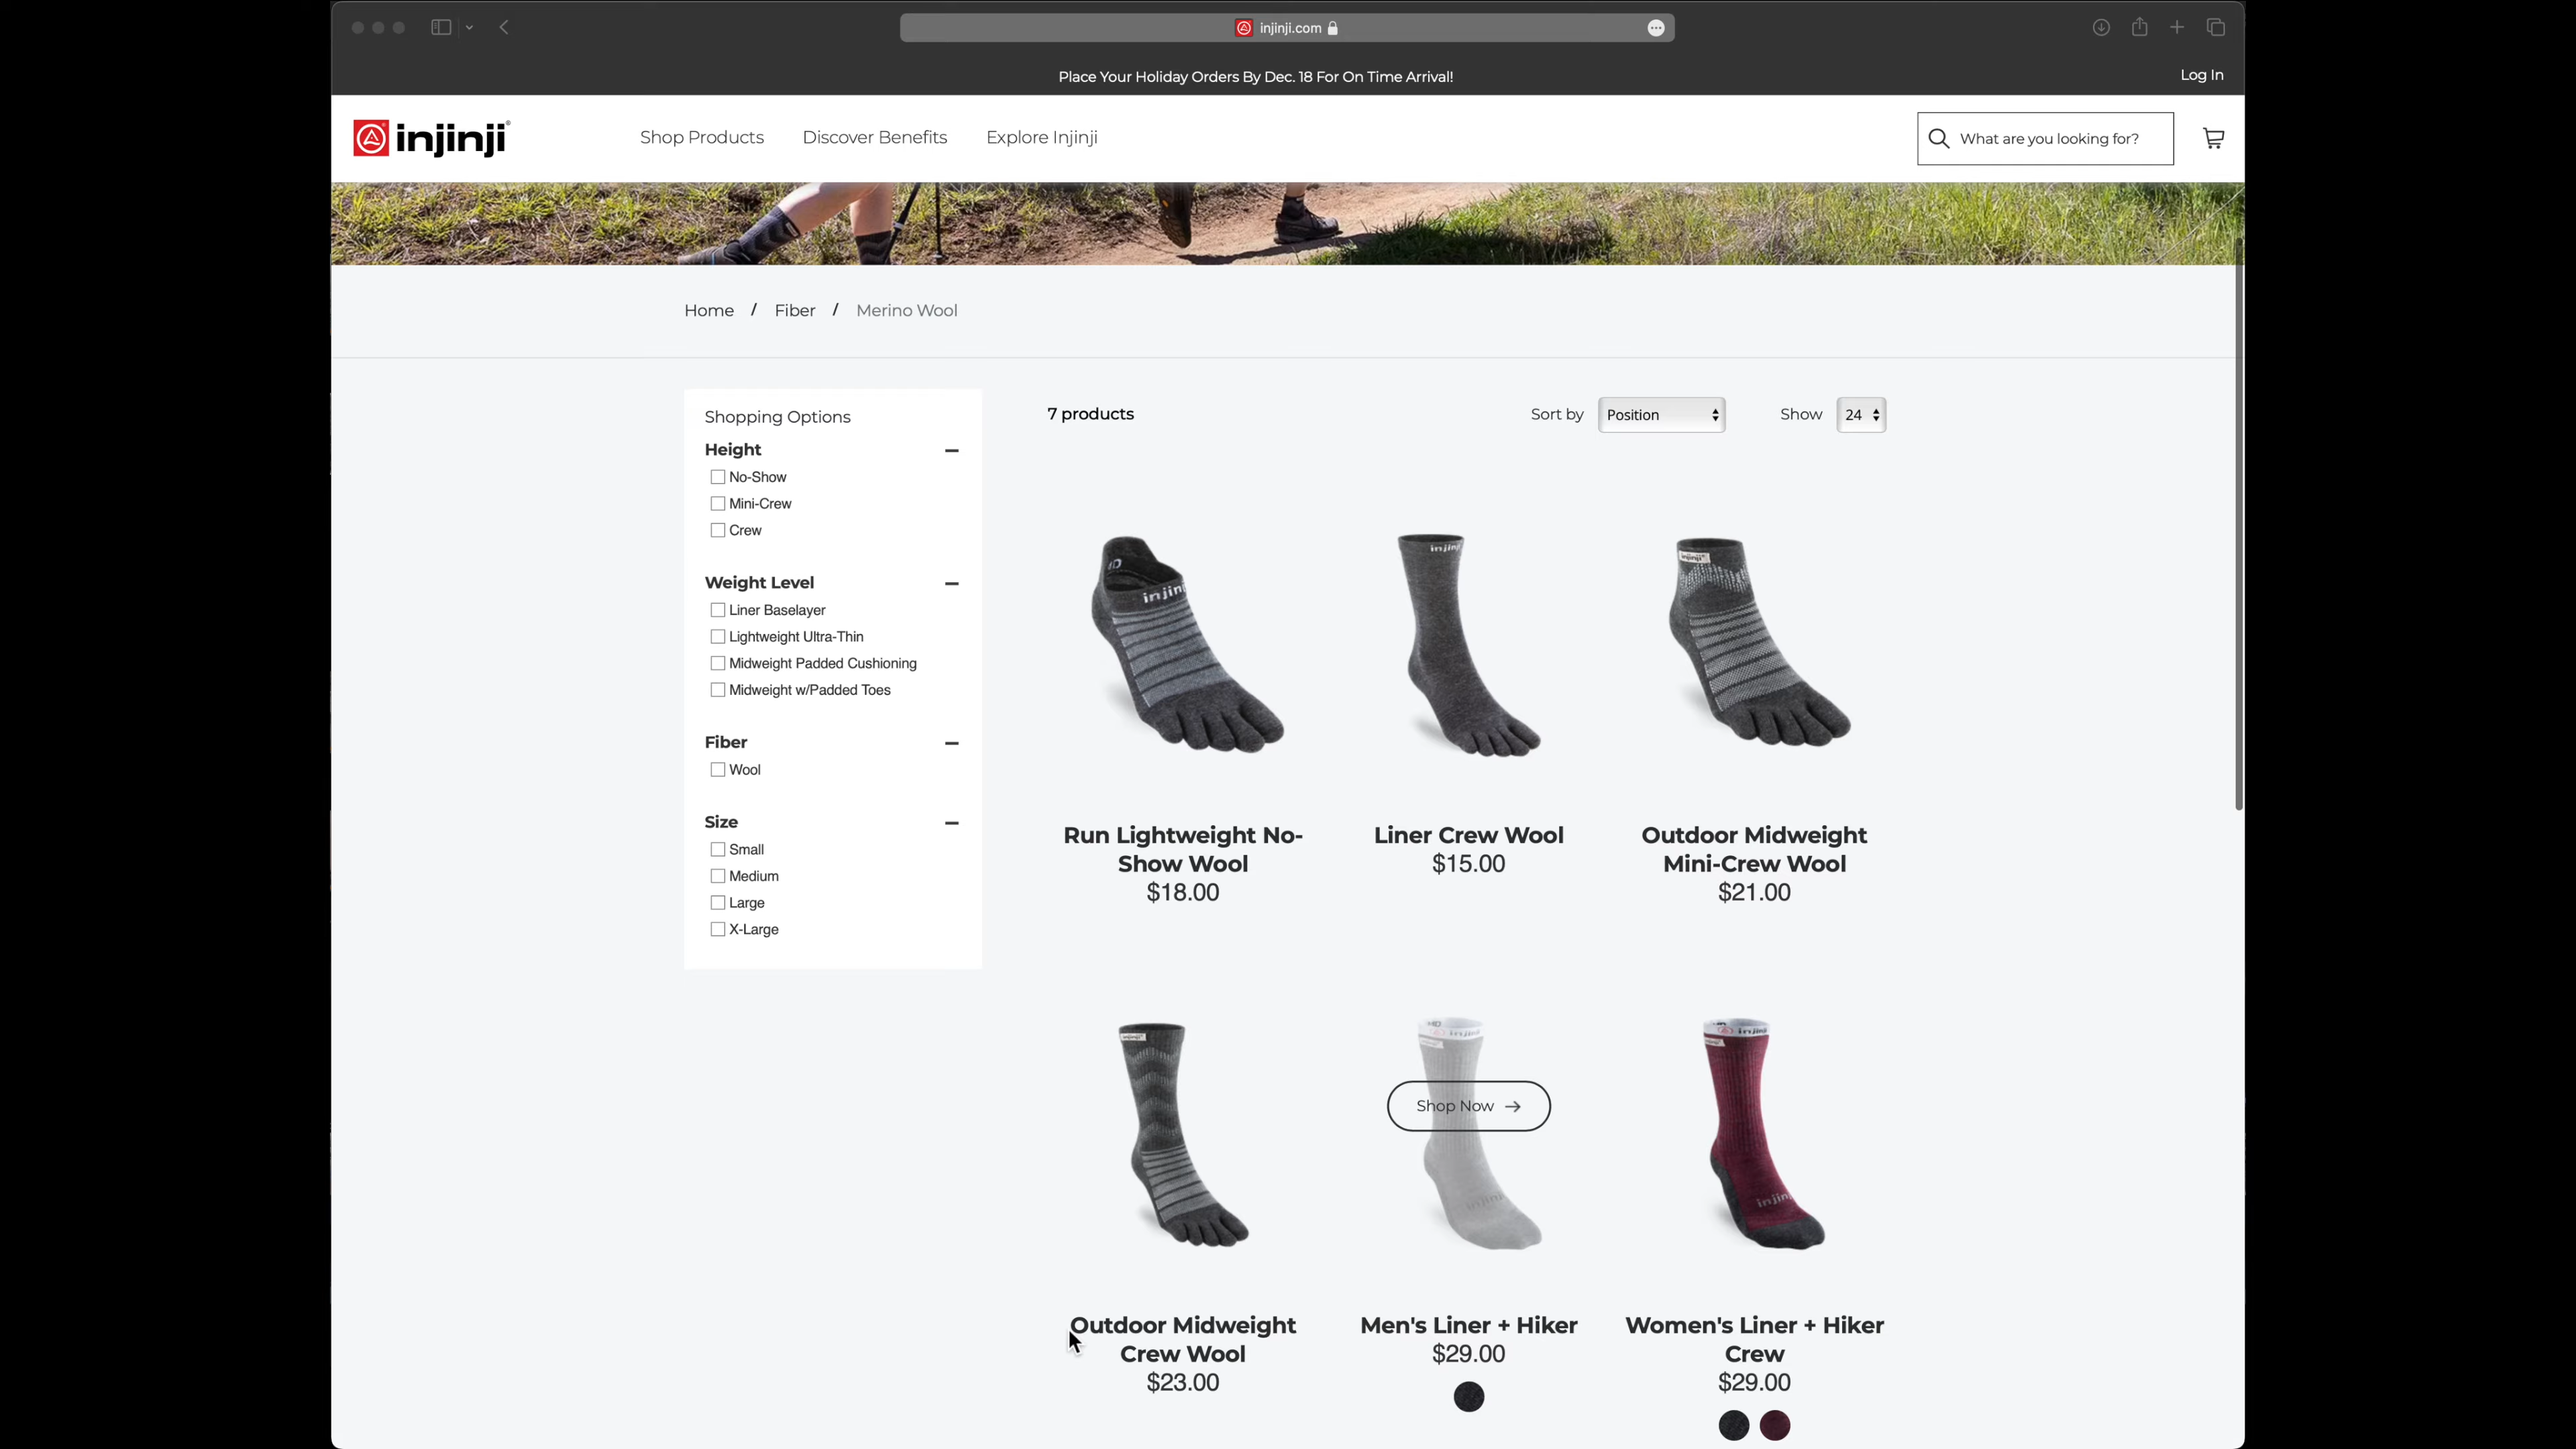 injinji.com
Place Your Holiday Orders By Dec. 18 For On Time Arrival!
Log In
injinji®
Shop Products
Discover Benefits
Explore Injinji
What are you looking for?
Home / Fiber / Merino Wool
Shopping Options
Height
No-Show
Mini-Crew
Crew
Weight Level
Liner Baselayer
Lightweight Ultra-Thin
Midweight Padded Cushioning
Midweight w/Padded Toes
Fiber
Wool
Size
Small
Medium
Large
X-Large
7 products
Sort by Position
Show 24
injinji
injinji
Run Lightweight No-
Show Wool
$18.00
Liner Crew Wool
$15.00
Outdoor Midweight
Mini-Crew Wool
$21.00
injinji
injinji
Shop Now
injinji
Outdoor Midweight
Crew Wool
$23.00
Men's Liner + Hiker
$29.00
Women's Liner + Hiker
Crew
$29.00